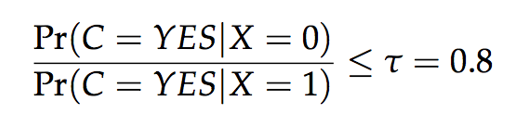 Pr(C = YES|X = 0)
≤ τ = 0.8
Pr(C = YES|X = 1)